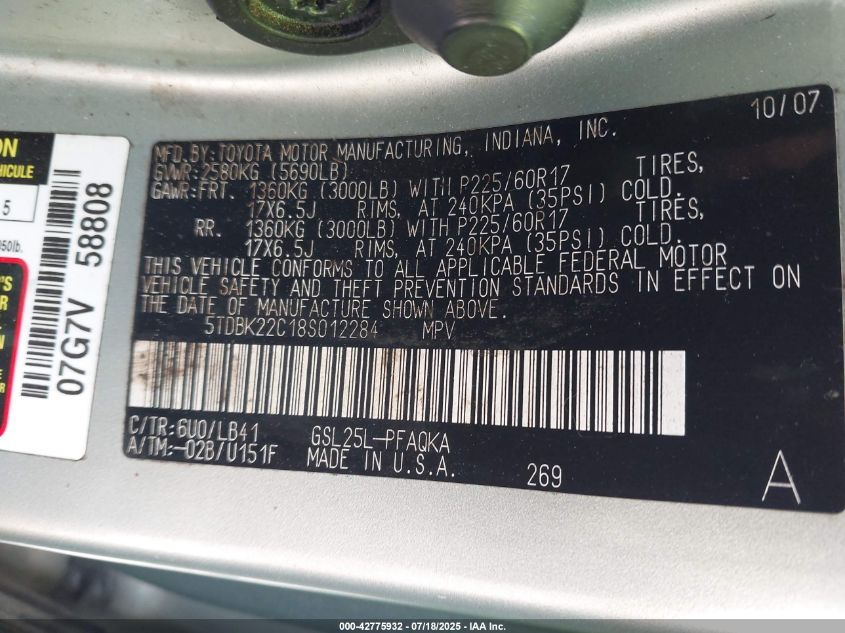 ON
VEHICULE
5
950lb.
'S
R
E
R
07G7V 58808
10/07
MFD.BY:TOYOTA MOTOR MANUFACTURING, INDIANA, INC.
GVWR:2580KG (5690LB)
GAWR:FRT. 1360KG (3000LB) WITH P225/60R17 TIRES,
17X6.5J RIMS, AT 240KPA (35PSI) COLD.
RR. 1360KG (3000LB) WITH P225/60R17 TIRES,
17X6.5J RIMS, AT 240KPA (35PSI) COLD.
THIS VEHICLE CONFORMS TO ALL APPLICABLE FEDERAL MOTOR
VEHICLE SAFETY AND THEFT PREVENTION STANDARDS IN EFFECT ON
THE DATE OF MANUFACTURE SHOWN ABOVE.
5TDBK22C18S012284 MPV
C/TR:6U0/LB41 GSL25L-PFAQKA
A/TM:-02B/U151F MADE IN U.S.A. 269 A
000-42775932 - 07/18/2025 - IAA Inc.